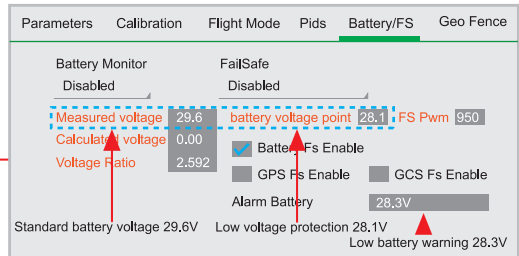 Parameters Calibration Flight Mode Pids Battery/FS Geo Fence
Battery Monitor FailSafe
Disabled Disabled
Measured voltage 29.6 battery voltage point 28.1 FS Pwm 950
Calculated voltage 0.00 Battery Fs Enable
Voltage Ratio 2.592 GPS Fs Enable GCS Fs Enable
Alarm Battery 28.3V
Standard battery voltage 29.6V Low voltage protection 28.1V
Low battery warning 28.3V